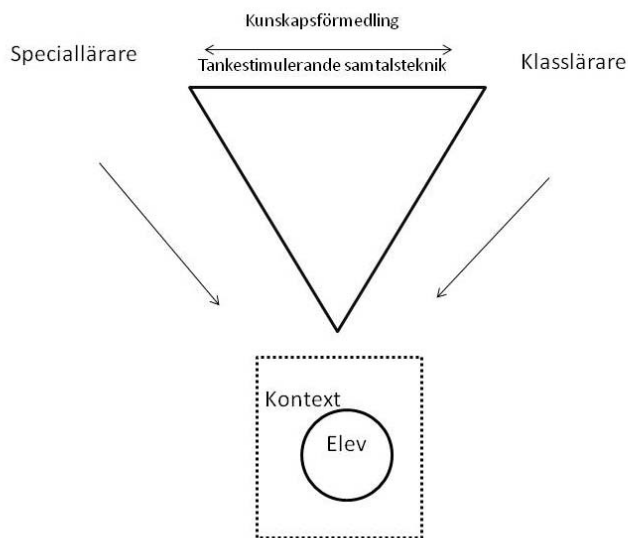 Kunskapsförmedling
Speciallärare
Tankestimulerande samtalsteknik
Klasslärare
Kontext
Elev